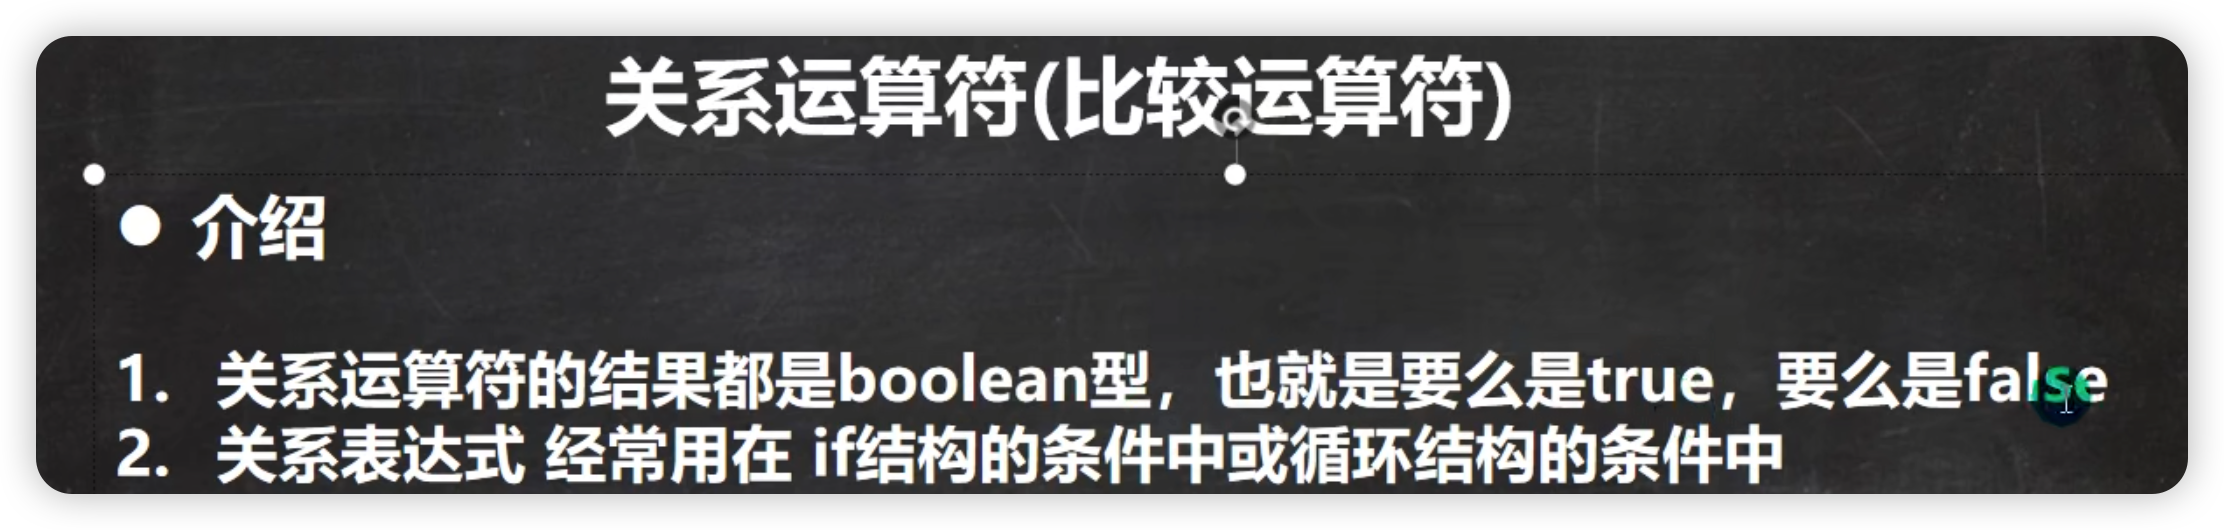 关系运算符(比较运算符)
● 介绍
1. 关系运算符的结果都是boolean型，也就是要么是true，要么是false
2. 关系表达式 经常用在 if结构的条件中或循环结构的条件中